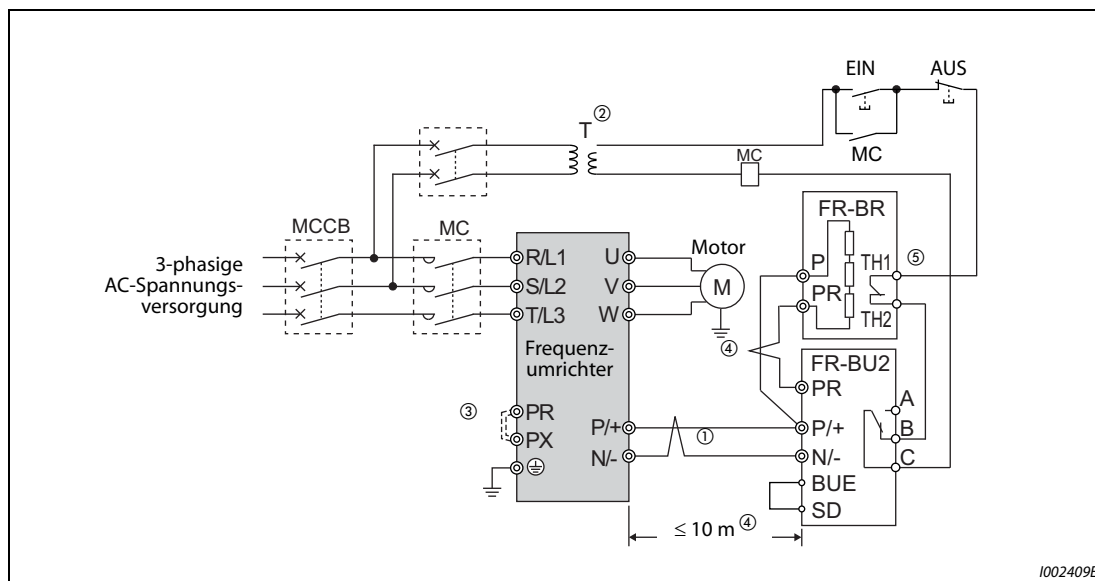 EIN
AUS
T ②
MC
MC
FR-BR
MCCB
MC
3-phasige
AC-Spannungs-
versorgung
R/L1
S/L2
T/L3
U
V
W
Motor
M
P
PR
TH1
TH2
⑤
④
Frequenz-
umrichter
FR-BU2
③
PR
PX
P/+
N/-
①
PR
P/+
N/-
BUE
SD
A
B
C
≤ 10 m ④
I002409E